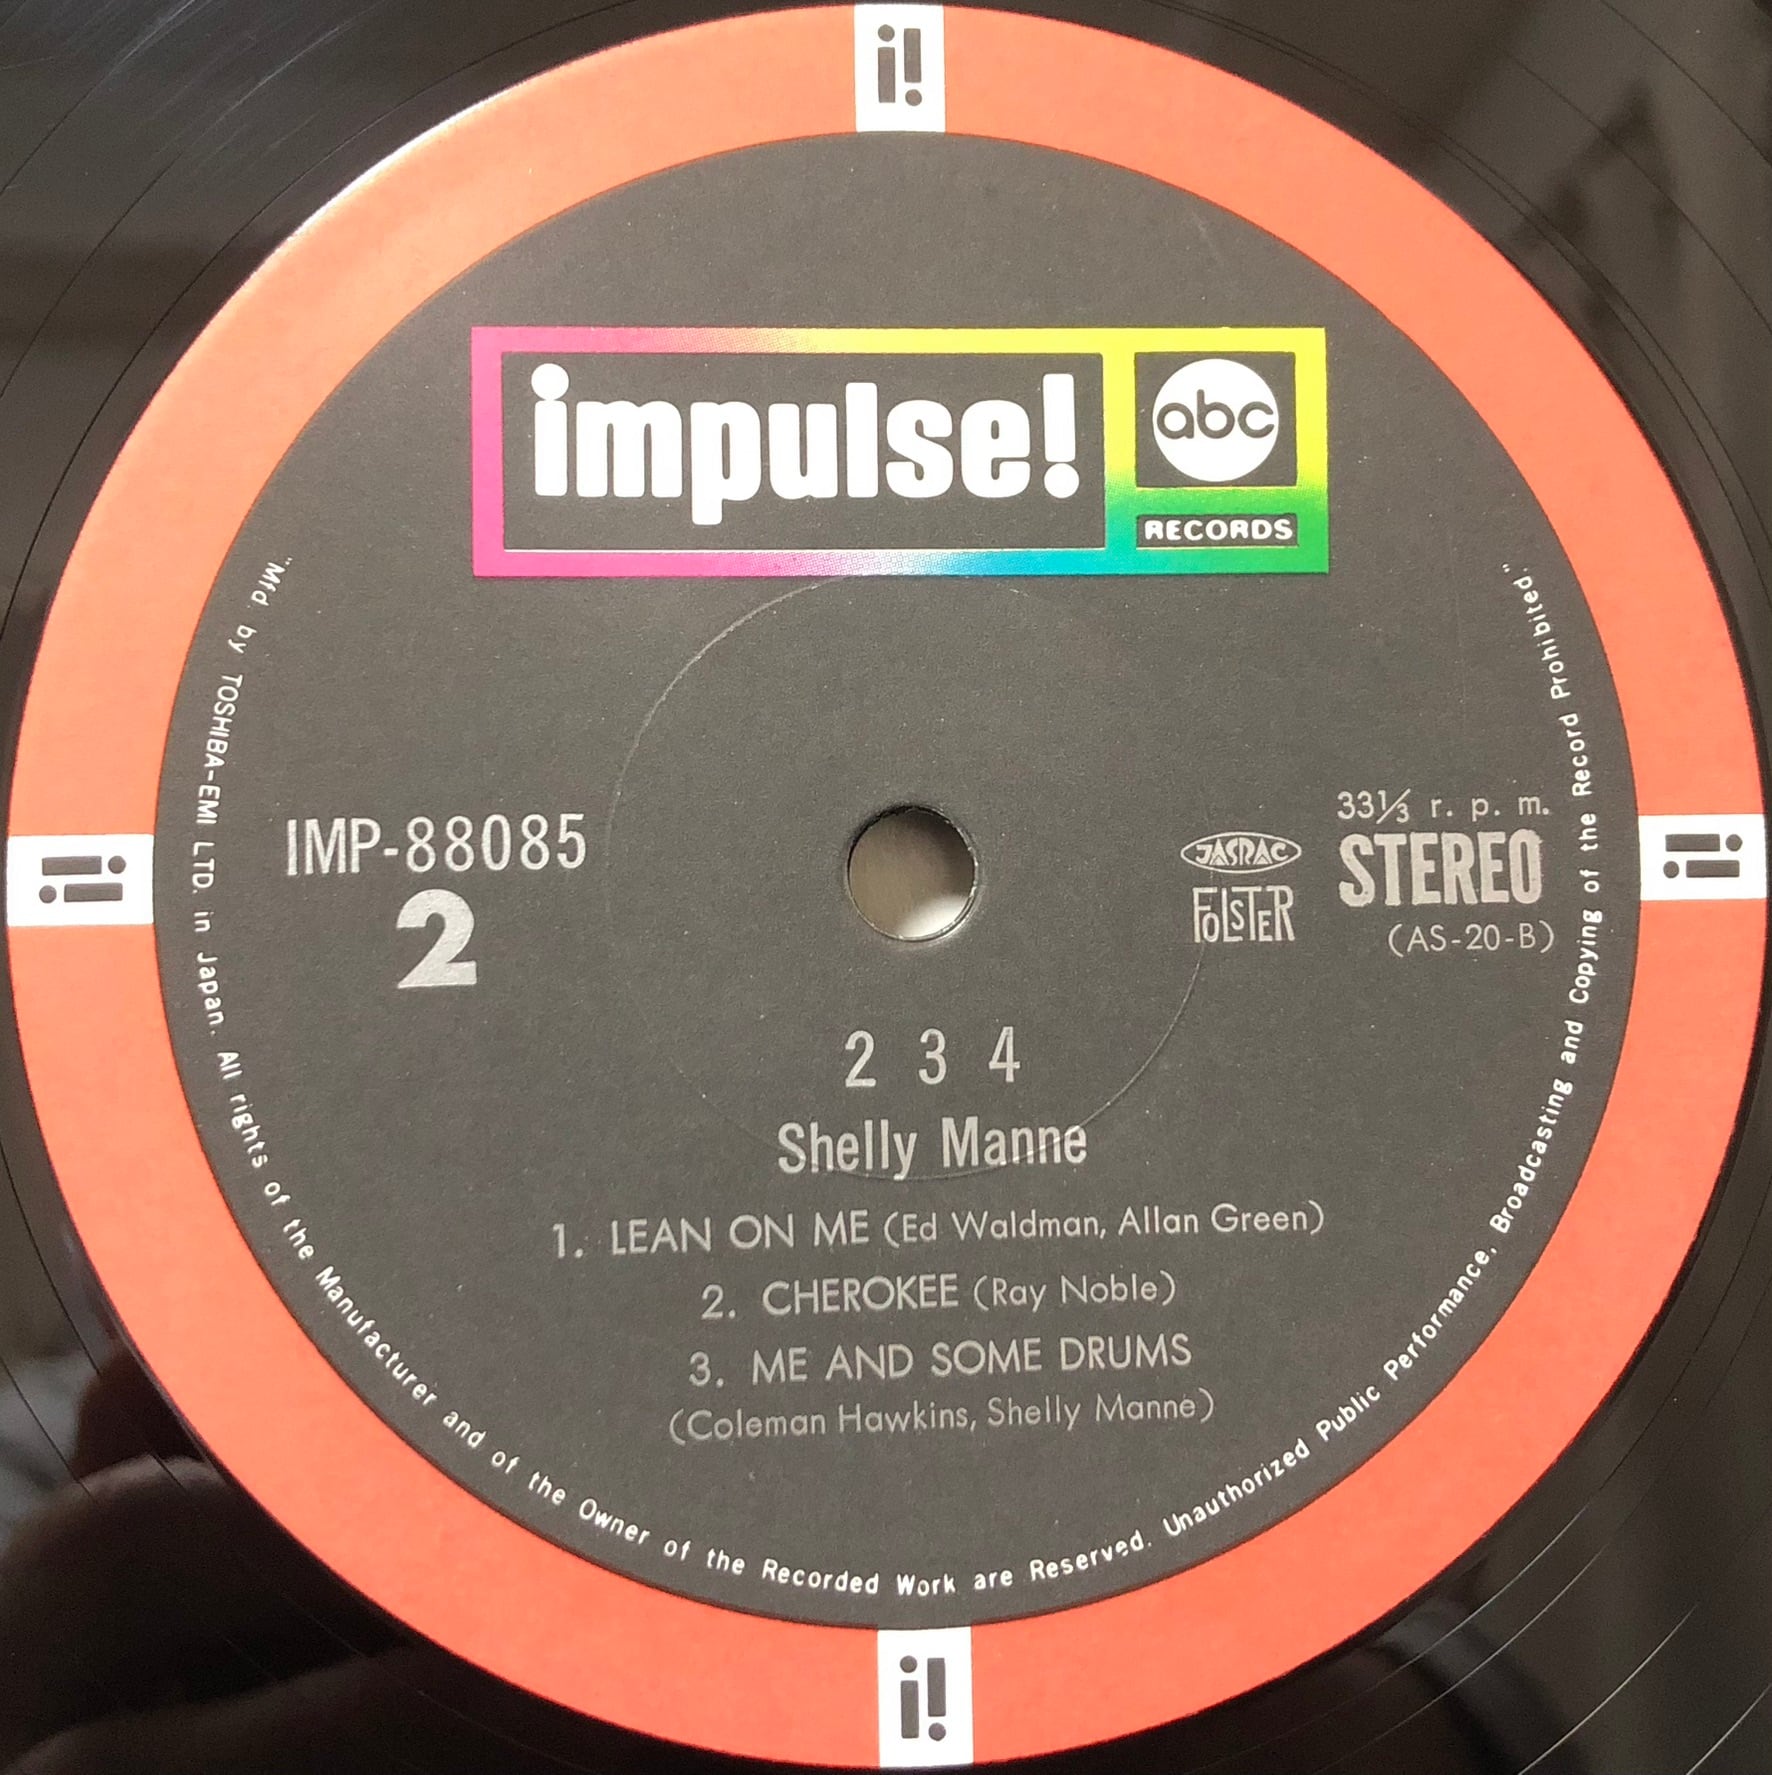 i!
impulse!
abc
RECORDS
"Mfd. by TOSHIBA-EMI LTD. in Japan. All rights of the Manufacturer and of the Owner of the Recorded Work are Reserved. Unauthorized Public Performance, Broadcasting and Copying of the Record Prohibited."
IMP-88085
2
33⅓ r. p. m.
JASRAC
STEREO
FOLSTER
(AS-20-B)
i!
i!
2 3 4
Shelly Manne
1. LEAN ON ME (Ed Waldman, Allan Green)
2. CHEROKEE (Ray Noble)
3. ME AND SOME DRUMS
(Coleman Hawkins, Shelly Manne)
i!